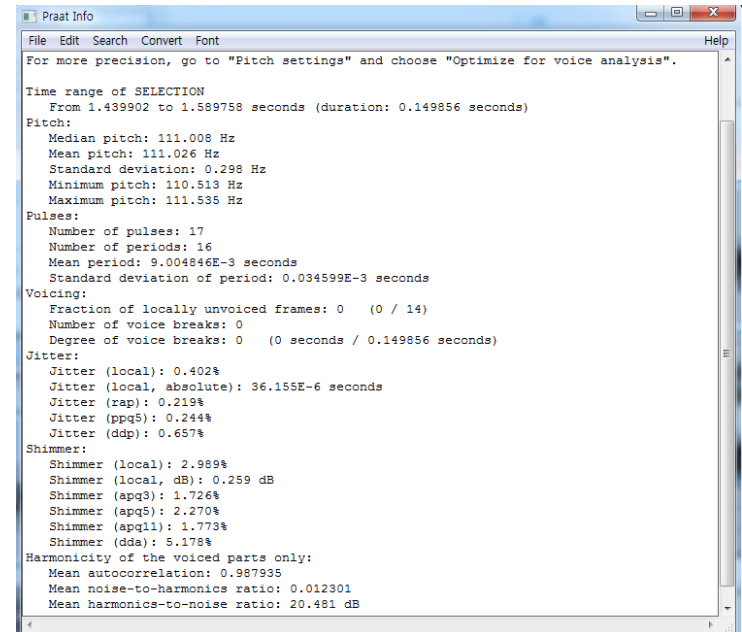 Praat Info
File Edit Search Convert Font Help
For more precision, go to "Pitch settings" and choose "Optimize for voice analysis".
Time range of SELECTION
From 1.439902 to 1.589758 seconds (duration: 0.149856 seconds)
Pitch:
Median pitch: 111.008 Hz
Mean pitch: 111.026 Hz
Standard deviation: 0.298 Hz
Minimum pitch: 110.513 Hz
Maximum pitch: 111.535 Hz
Pulses:
Number of pulses: 17
Number of periods: 16
Mean period: 9.004846E-3 seconds
Standard deviation of period: 0.034599E-3 seconds
Voicing:
Fraction of locally unvoiced frames: 0 (0 / 14)
Number of voice breaks: 0
Degree of voice breaks: 0 (0 seconds / 0.149856 seconds)
Jitter:
Jitter (local): 0.402%
Jitter (local, absolute): 36.155E-6 seconds
Jitter (rap): 0.219%
Jitter (ppq5): 0.244%
Jitter (ddp): 0.657%
Shimmer:
Shimmer (local): 2.989%
Shimmer (local, dB): 0.259 dB
Shimmer (apq3): 1.726%
Shimmer (apq5): 2.270%
Shimmer (apq11): 1.773%
Shimmer (dda): 5.178%
Harmonicity of the voiced parts only:
Mean autocorrelation: 0.987935
Mean noise-to-harmonics ratio: 0.012301
Mean harmonics-to-noise ratio: 20.481 dB